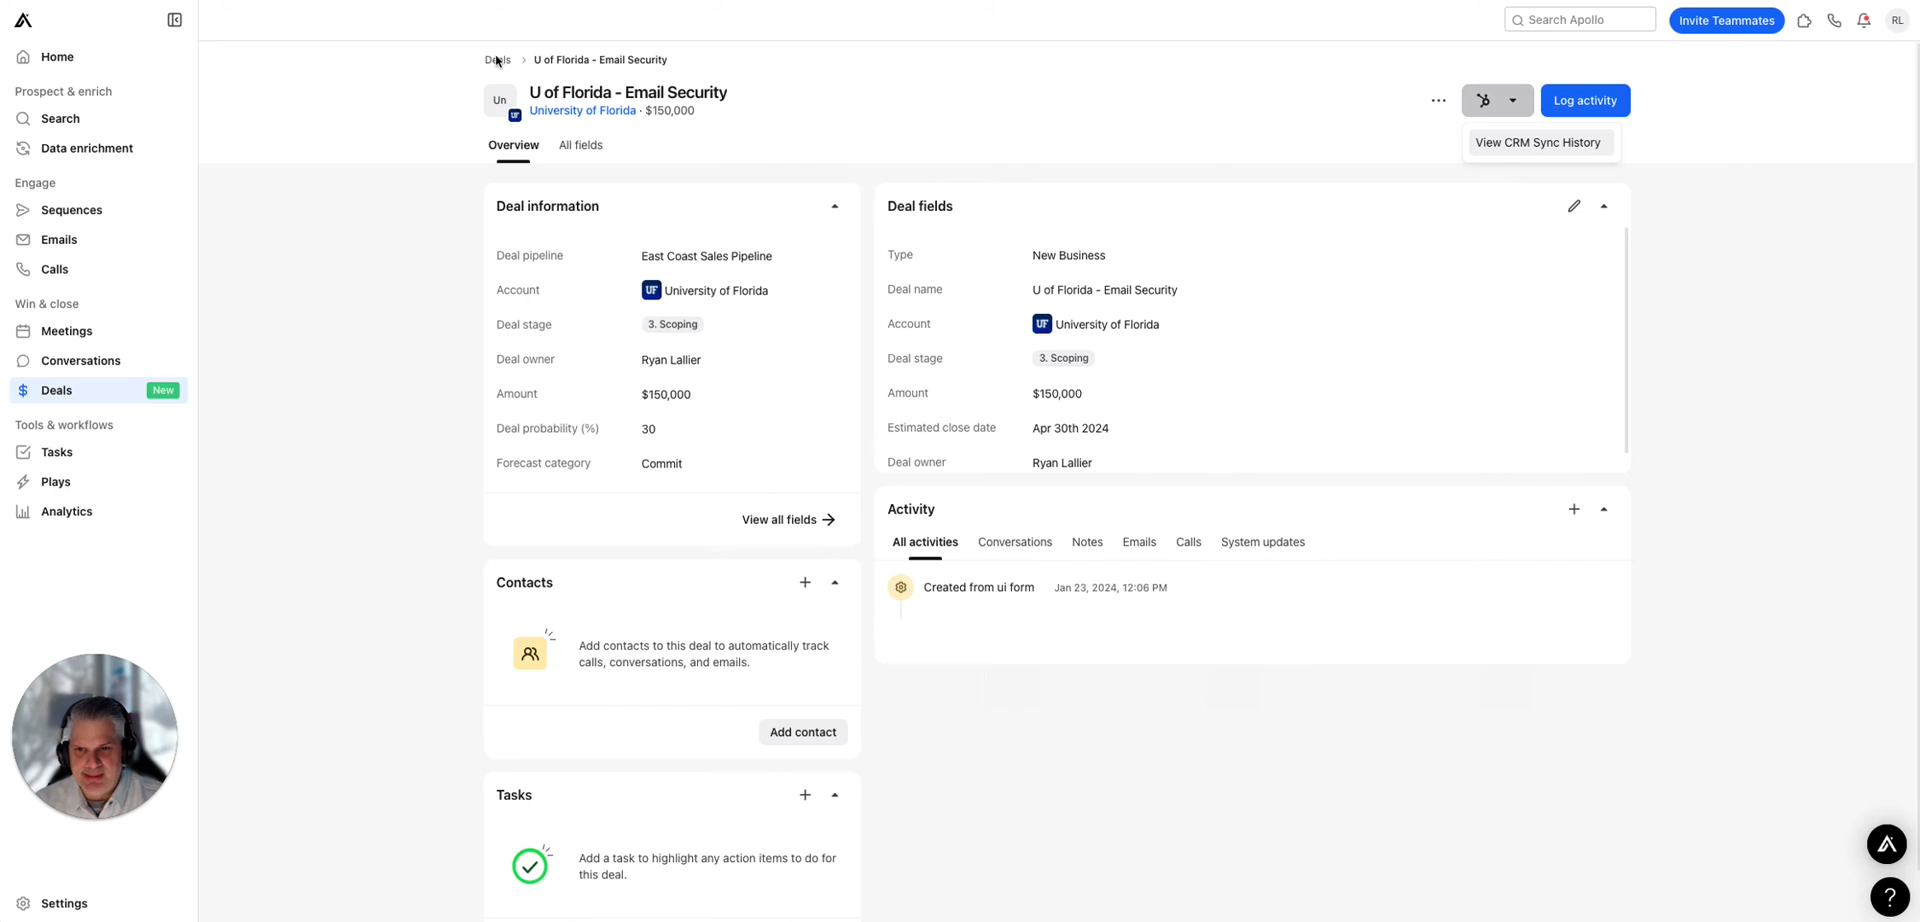 Search Apollo
Invite Teammates
RL
Home
Prospect & enrich
Search
Data enrichment
Engage
Sequences
Emails
Calls
Win & close
Meetings
Conversations
Deals
New
Tools & workflows
Tasks
Plays
Analytics
Settings
Deals > U of Florida - Email Security
Un
UF
U of Florida - Email Security
University of Florida · $150,000
Log activity
View CRM Sync History
Overview
All fields
Deal information
Deal pipeline East Coast Sales Pipeline
Account UF University of Florida
Deal stage 3. Scoping
Deal owner Ryan Lallier
Amount $150,000
Deal probability (%) 30
Forecast category Commit
View all fields
Contacts
Add contacts to this deal to automatically track
calls, conversations, and emails.
Add contact
Tasks
Add a task to highlight any action items to do for
this deal.
Deal fields
Type New Business
Deal name U of Florida - Email Security
Account UF University of Florida
Deal stage 3. Scoping
Amount $150,000
Estimated close date Apr 30th 2024
Deal owner Ryan Lallier
Activity
All activities Conversations Notes Emails Calls System updates
Created from ui form Jan 23, 2024, 12:06 PM
?